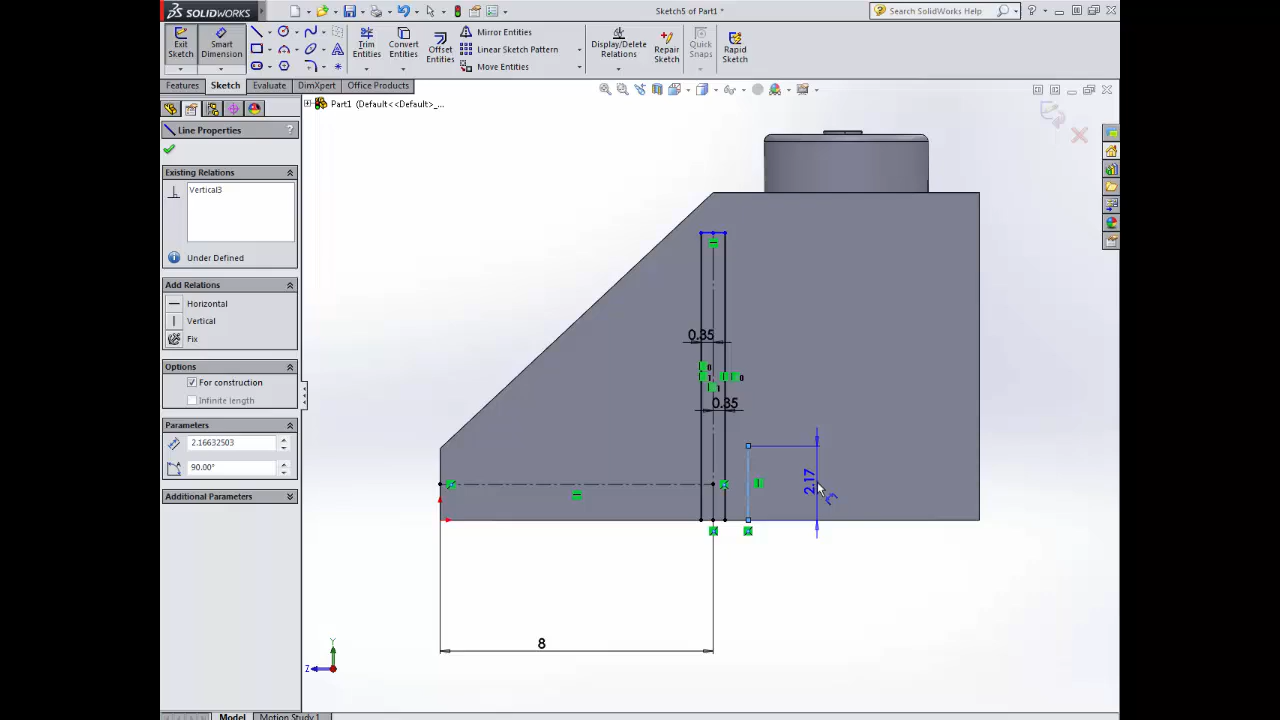 SOLIDWORKS
Sketch5 of Part1 *
Search SolidWorks Help
Exit Sketch
Smart Dimension
Trim Entities
Convert Entities
Offset Entities
Mirror Entities
Linear Sketch Pattern
Move Entities
Display/Delete Relations
Repair Sketch
Quick Snaps
Rapid Sketch
Features
Sketch
Evaluate
DimXpert
Office Products
Part1 (Default<<Default>_...
Line Properties
?
Existing Relations
Vertical3
Under Defined
Add Relations
Horizontal
Vertical
Fix
Options
For construction
Infinite length
Parameters
2.16632503
90.00°
Additional Parameters
0.35
0.35
2.17
8
Y
Z
Model
Motion Study 1